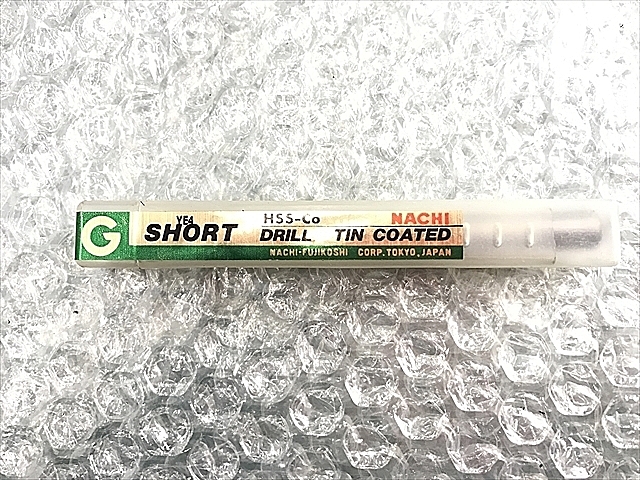 G
YE4 HSS-Co NACHI
SHORT DRILL, TIN COATED
NACHI-FUJIKOSHI CORP. TOKYO, JAPAN